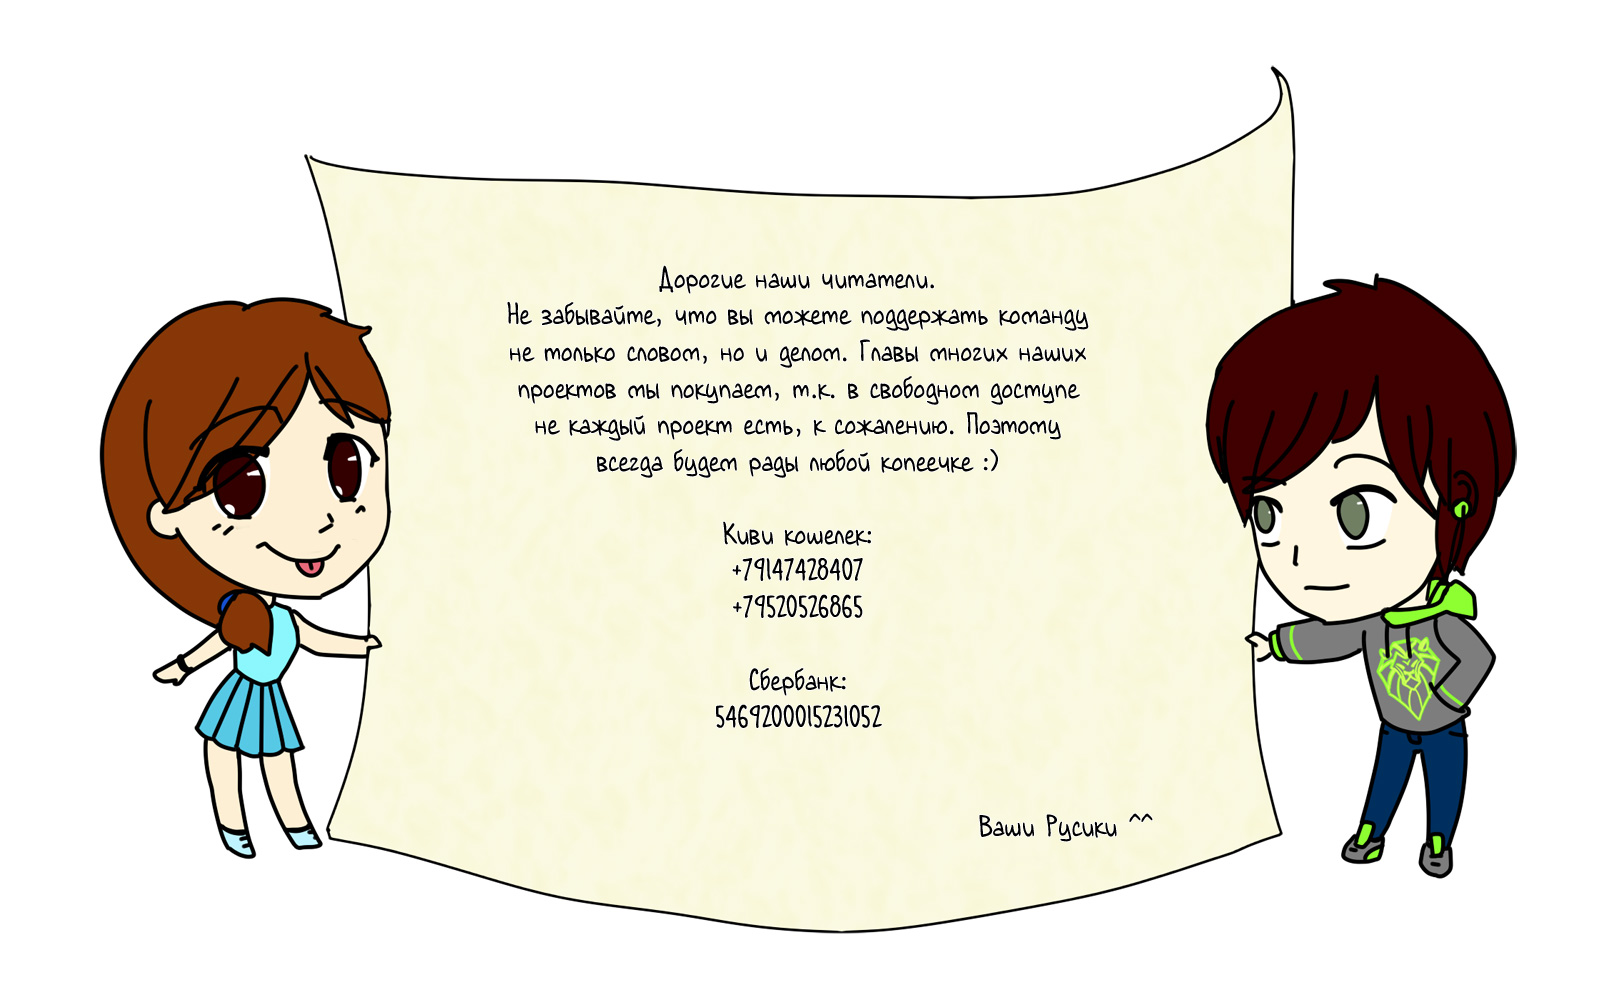 Дорогие наши читатели.
Не забывайте, что вы можете поддержать команду
не только словом, но и делом. Главы многих наших
проектов мы покупаем, т.к. в свободном доступе
не каждый проект есть, к сожалению. Поэтому
всегда будем рады любой копеечке :)
Киви кошелек:
+79147428407
+79520526865
Сбербанк:
5469200015231052
Ваши Русики ^^